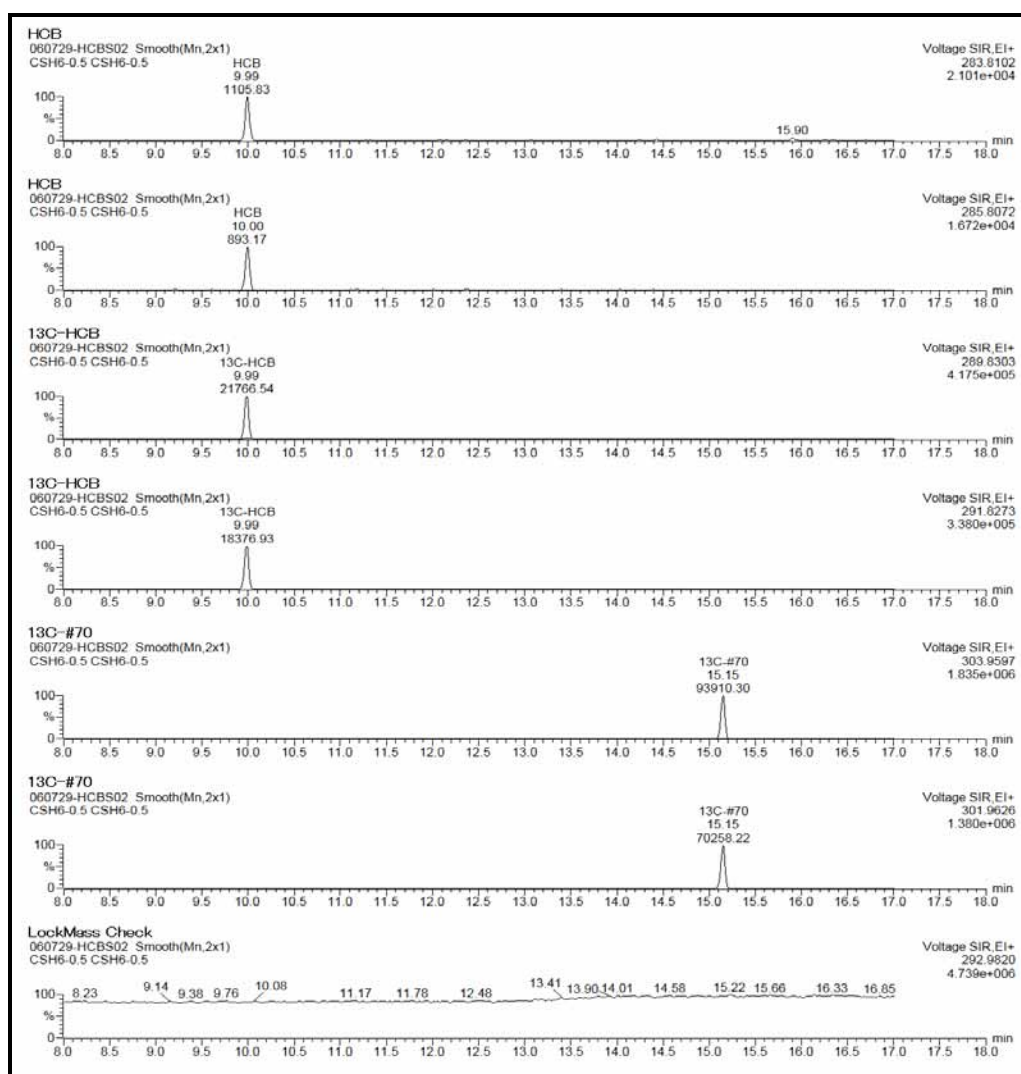 HCB
060729-HCBS02 Smooth(Mn,2x1)
CSH6-0.5 CSH6-0.5
Voltage SIR,EI+
283.8102
2.101e+004
HCB
9.99
1105.83
15.90
100
%
0
8.0 8.5 9.0 9.5 10.0 10.5 11.0 11.5 12.0 12.5 13.0 13.5 14.0 14.5 15.0 15.5 16.0 16.5 17.0 17.5 18.0 min
HCB
060729-HCBS02 Smooth(Mn,2x1)
CSH6-0.5 CSH6-0.5
Voltage SIR,EI+
285.8072
1.672e+004
HCB
10.00
893.17
100
%
0
8.0 8.5 9.0 9.5 10.0 10.5 11.0 11.5 12.0 12.5 13.0 13.5 14.0 14.5 15.0 15.5 16.0 16.5 17.0 17.5 18.0 min
13C-HCB
060729-HCBS02 Smooth(Mn,2x1)
CSH6-0.5 CSH6-0.5
Voltage SIR,EI+
289.8303
4.175e+005
13C-HCB
9.99
21766.54
100
%
0
8.0 8.5 9.0 9.5 10.0 10.5 11.0 11.5 12.0 12.5 13.0 13.5 14.0 14.5 15.0 15.5 16.0 16.5 17.0 17.5 18.0 min
13C-HCB
060729-HCBS02 Smooth(Mn,2x1)
CSH6-0.5 CSH6-0.5
Voltage SIR,EI+
291.8273
3.380e+005
13C-HCB
9.99
18376.93
100
%
0
8.0 8.5 9.0 9.5 10.0 10.5 11.0 11.5 12.0 12.5 13.0 13.5 14.0 14.5 15.0 15.5 16.0 16.5 17.0 17.5 18.0 min
13C-#70
060729-HCBS02 Smooth(Mn,2x1)
CSH6-0.5 CSH6-0.5
Voltage SIR,EI+
303.9597
1.835e+006
13C-#70
15.15
93910.30
100
%
0
8.0 8.5 9.0 9.5 10.0 10.5 11.0 11.5 12.0 12.5 13.0 13.5 14.0 14.5 15.0 15.5 16.0 16.5 17.0 17.5 18.0 min
13C-#70
060729-HCBS02 Smooth(Mn,2x1)
CSH6-0.5 CSH6-0.5
Voltage SIR,EI+
301.9626
1.380e+006
13C-#70
15.15
70258.22
100
%
0
8.0 8.5 9.0 9.5 10.0 10.5 11.0 11.5 12.0 12.5 13.0 13.5 14.0 14.5 15.0 15.5 16.0 16.5 17.0 17.5 18.0 min
LockMass Check
060729-HCBS02 Smooth(Mn,2x1)
CSH6-0.5 CSH6-0.5
Voltage SIR,EI+
292.9820
4.739e+006
8.23 9.14 9.38 9.76 10.08 11.17 11.78 12.48 13.41 13.90 14.01 14.58 15.22 15.66 16.33 16.85
100
%
0
8.0 8.5 9.0 9.5 10.0 10.5 11.0 11.5 12.0 12.5 13.0 13.5 14.0 14.5 15.0 15.5 16.0 16.5 17.0 17.5 18.0 min